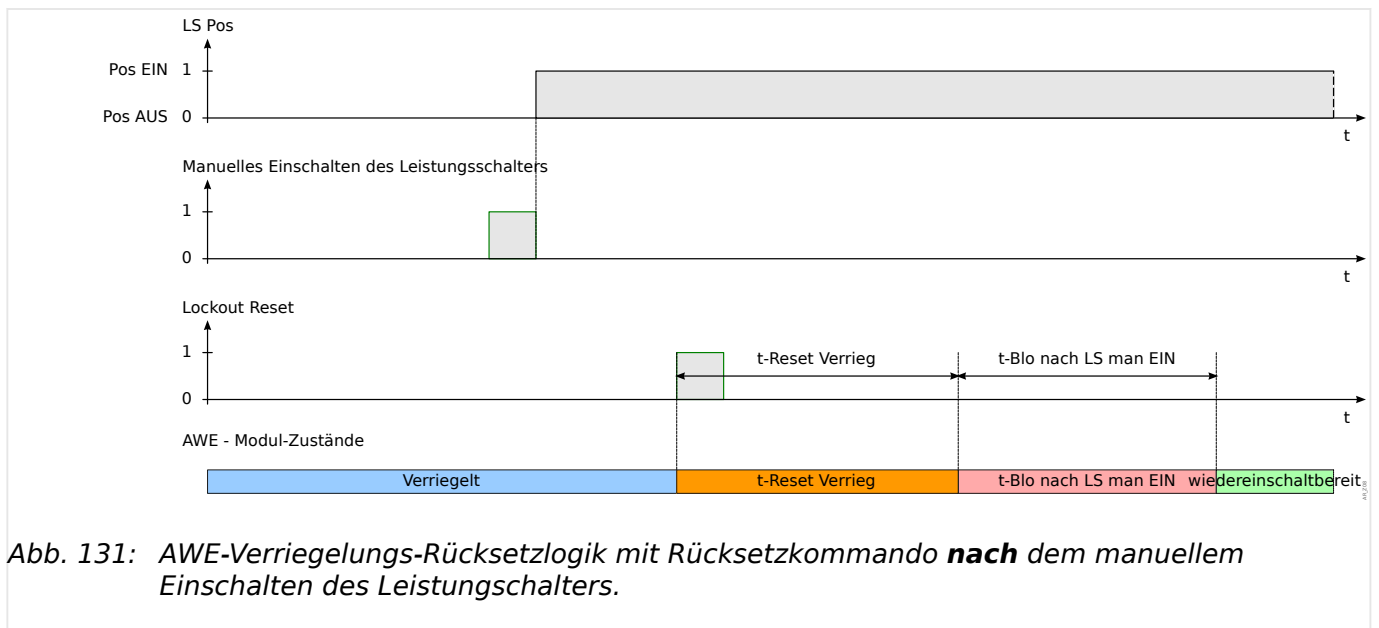 LS Pos
Pos EIN 1
Pos AUS 0
t
Manuelles Einschalten des Leistungsschalters
1
0
t
Lockout Reset
1 t-Reset Verrieg t-Blo nach LS man EIN
0
t
AWE - Modul-Zustände
Verriegelt t-Reset Verrieg t-Blo nach LS man EIN wiedereinschaltbereit
Abb. 131: AWE-Verriegelungs-Rücksetzlogik mit Rücksetzkommando nach dem manuellem
Einschalten des Leistungschalters.